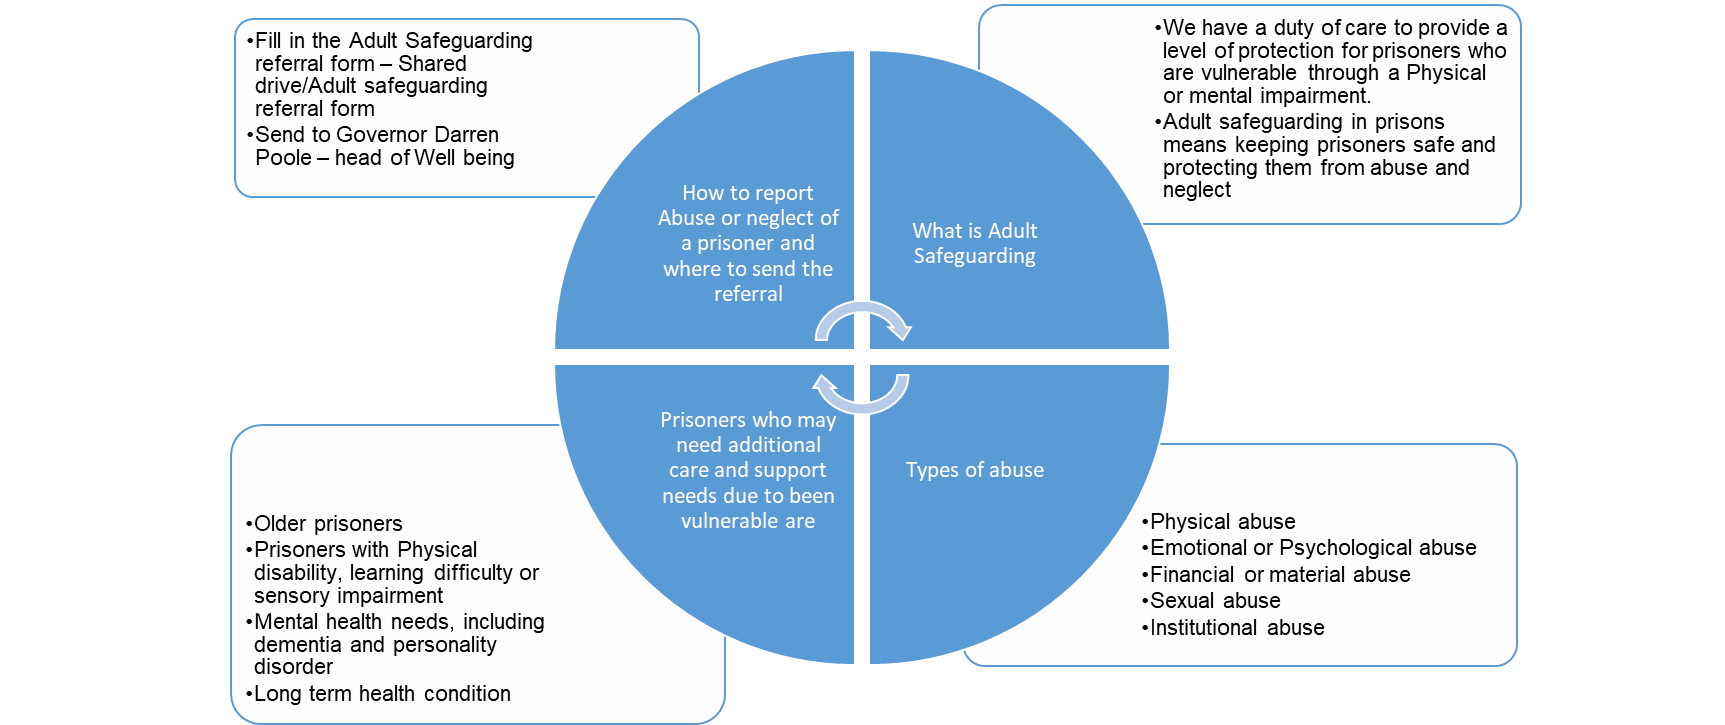 •Fill in the Adult Safeguarding
referral form – Shared
drive/Adult safeguarding
referral form
•Send to Governor Darren
Poole – head of Well being
How to report
Abuse or neglect of
a prisoner and
where to send the
referral
•We have a duty of care to provide a
level of protection for prisoners who
are vulnerable through a Physical
or mental impairment.
•Adult safeguarding in prisons
means keeping prisoners safe and
protecting them from abuse and
neglect
What is Adult
Safeguarding
Prisoners who may
need additional
care and support
needs due to been
vulnerable are
•Older prisoners
•Prisoners with Physical
disability, learning difficulty or
sensory impairment
•Mental health needs, including
dementia and personality
disorder
•Long term health condition
Types of abuse
•Physical abuse
•Emotional or Psychological abuse
•Financial or material abuse
•Sexual abuse
•Institutional abuse